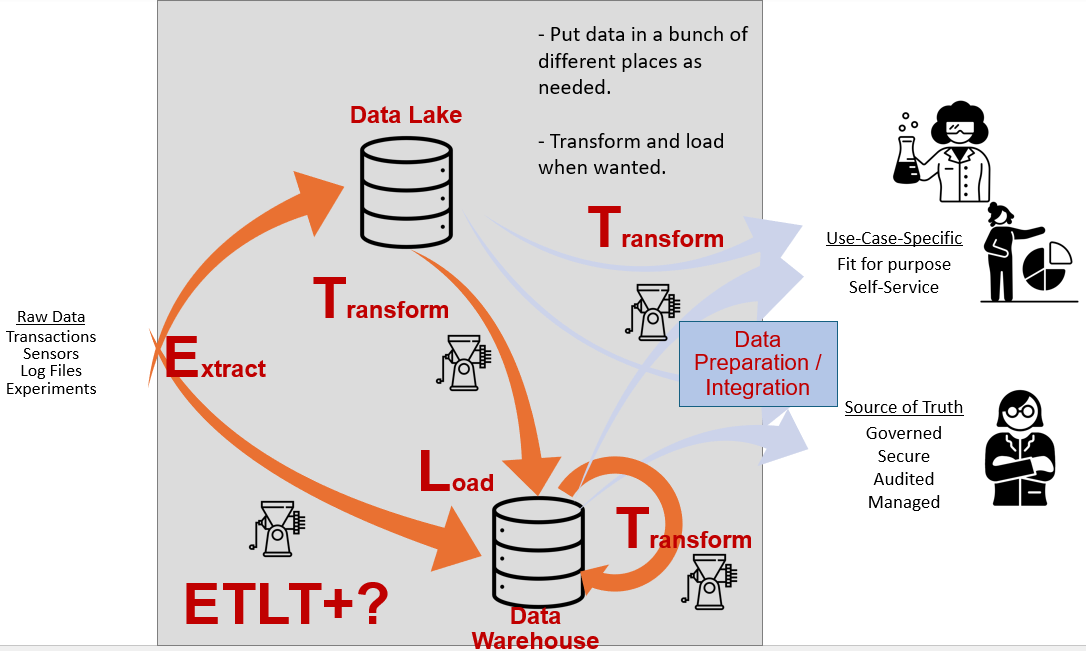 - Put data in a bunch of
different places as
needed.
- Transform and load
when wanted.
Data Lake
Transform
Transform
Use-Case-Specific
Fit for purpose
Self-Service
Raw Data
Transactions
Sensors
Log Files
Experiments
Extract
Data
Preparation /
Integration
Source of Truth
Governed
Secure
Audited
Managed
Load
Transform
ETLT+?
Data
Warehouse